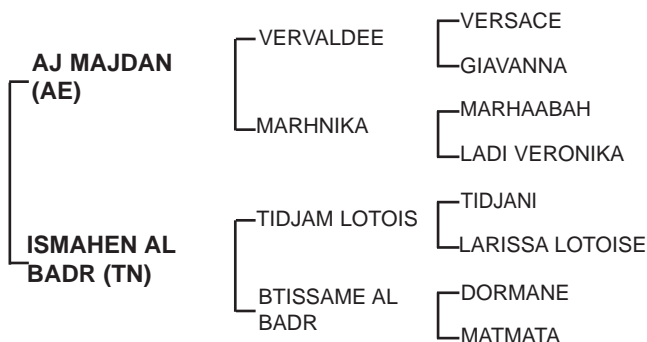 AJ MAJDAN
(AE)
ISMAHEN AL
BADR (TN)
VERVALDEE
MARHNIKA
TIDJAM LOTOIS
BTISSAME AL
BADR
VERSACE
GIAVANNA
MARHAABAH
LADI VERONIKA
TIDJANI
LARISSA LOTOISE
DORMANE
MATMATA